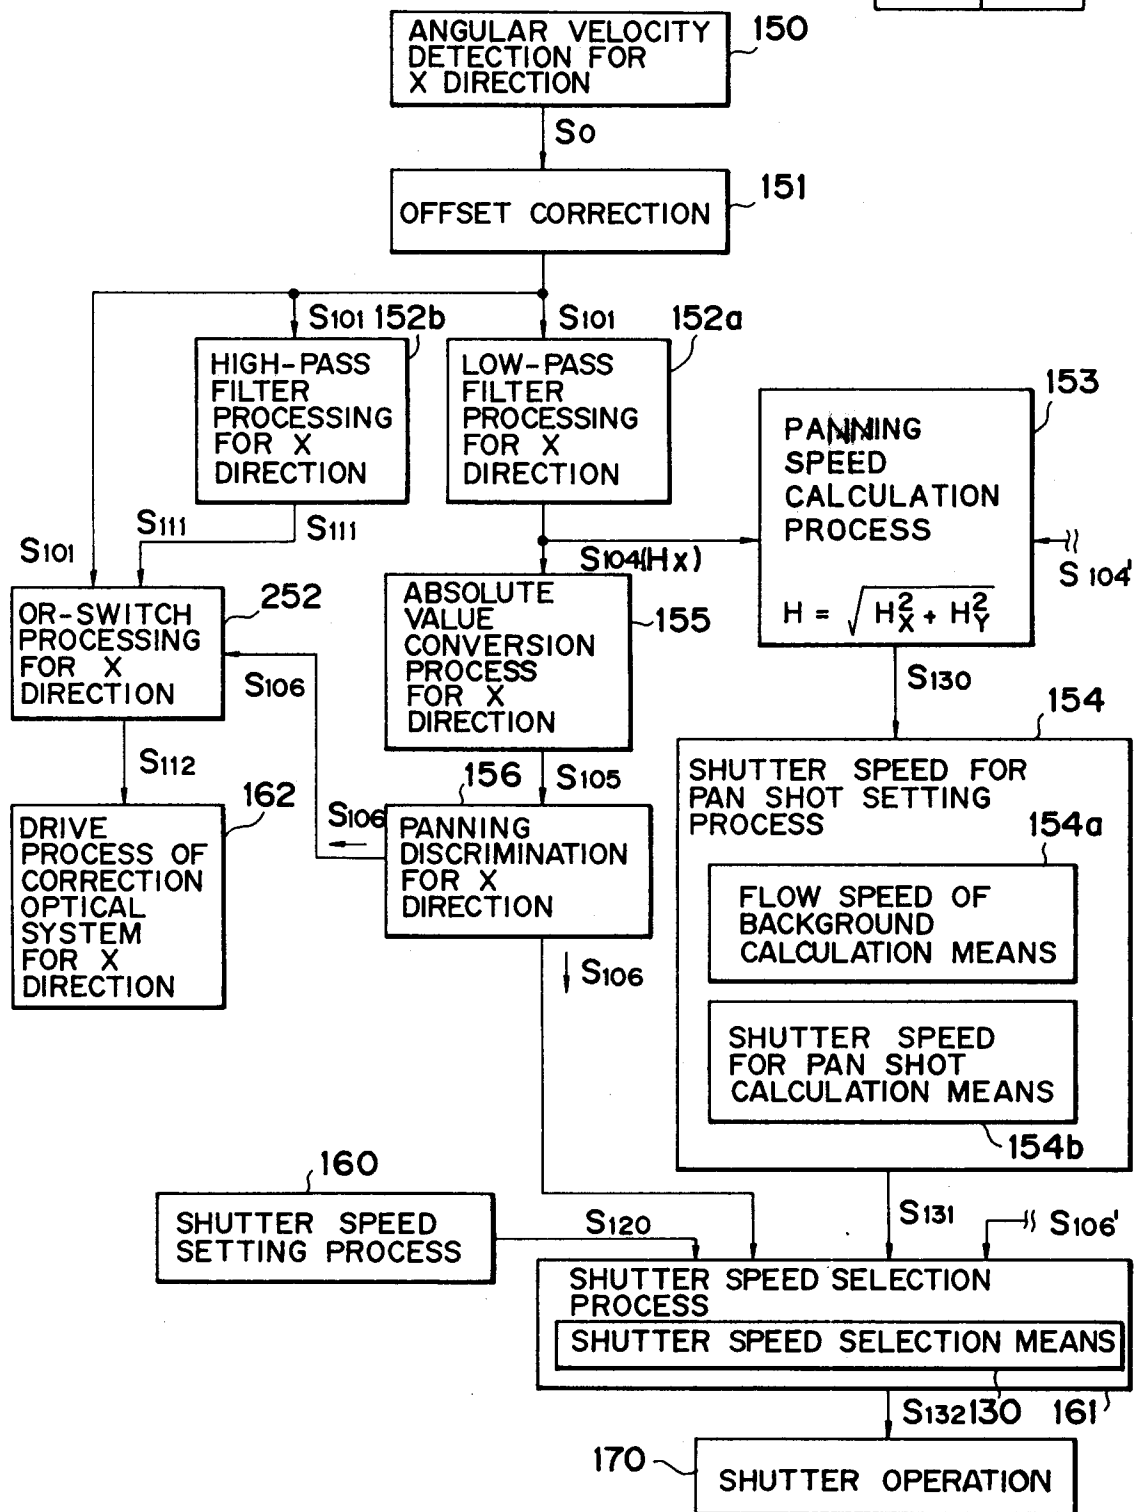 ANGULAR VELOCITY
DETECTION FOR
X DIRECTION
150
S0
OFFSET CORRECTION
151
S101
152b
S101
152a
HIGH-PASS
FILTER
PROCESSING
FOR X
DIRECTION
LOW-PASS
FILTER
PROCESSING
FOR X
DIRECTION
153
PANNING
SPEED
CALCULATION
PROCESS
H = √(H_X^2 + H_Y^2)
S104'
S101
S111
S111
S104(Hx)
OR-SWITCH
PROCESSING
FOR X
DIRECTION
252
S106
ABSOLUTE
VALUE
CONVERSION
PROCESS
FOR X
DIRECTION
155
S130
S112
S105
154
SHUTTER SPEED FOR
PAN SHOT SETTING
PROCESS
154a
FLOW SPEED OF
BACKGROUND
CALCULATION MEANS
SHUTTER SPEED
FOR PAN SHOT
CALCULATION MEANS
154b
162
DRIVE
PROCESS OF
CORRECTION
OPTICAL
SYSTEM
FOR X
DIRECTION
S106
156
PANNING
DISCRIMINATION
FOR X
DIRECTION
S106
160
SHUTTER SPEED
SETTING PROCESS
S120
S131
S106'
SHUTTER SPEED SELECTION
PROCESS
SHUTTER SPEED SELECTION MEANS
S132
130
161
170
SHUTTER OPERATION